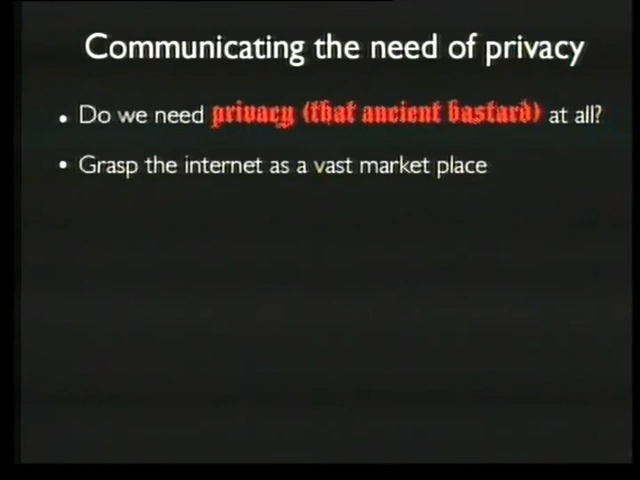 Communicating the need of privacy
• Do we need privacy (that ancient bastard) at all?
• Grasp the internet as a vast market place